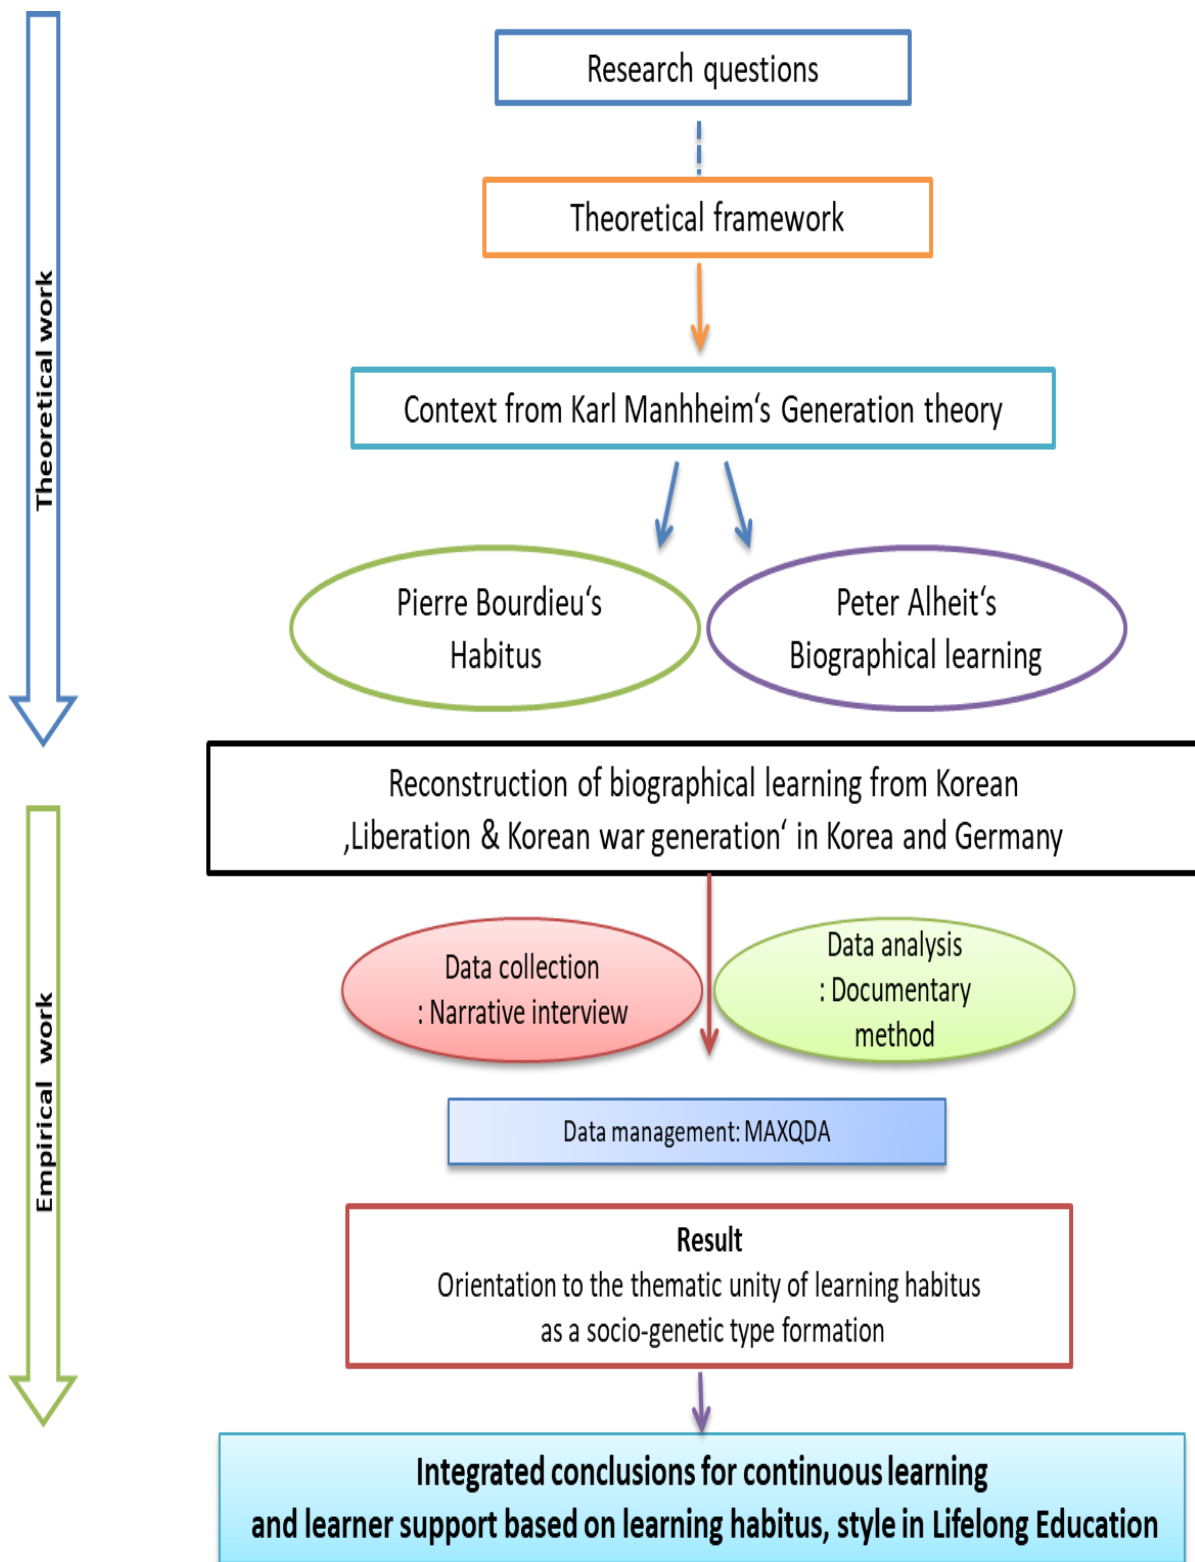 Research questions
Theoretical framework
Theoretical work
Context from Karl Manhheim‘s Generation theory
Pierre Bourdieu‘s
Habitus
Peter Alheit‘s
Biographical learning
Reconstruction of biographical learning from Korean
‚Liberation & Korean war generation‘ in Korea and Germany
Empirical work
Data collection
: Narrative interview
Data analysis
: Documentary
method
Data management: MAXQDA
Result
Orientation to the thematic unity of learning habitus
as a socio-genetic type formation
Integrated conclusions for continuous learning
and learner support based on learning habitus, style in Lifelong Education